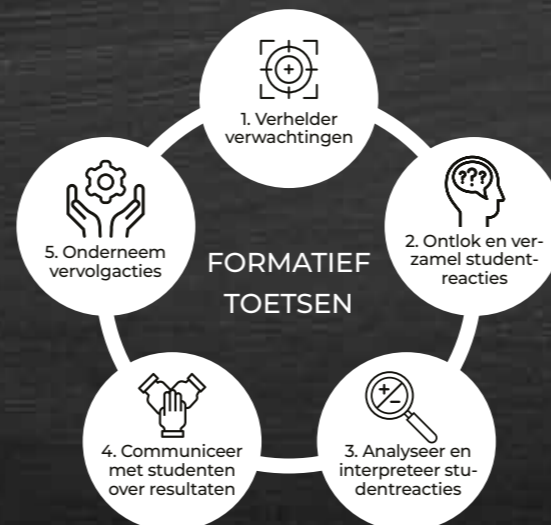 1. Verhelder
verwachtingen
???
2. Ontlok en ver-
zamel student-
reacties
+
−
3. Analyseer en
interpreteer stu-
dentreacties
4. Communiceer
met studenten
over resultaten
5. Onderneem
vervolgacties
FORMATIEF
TOETSEN